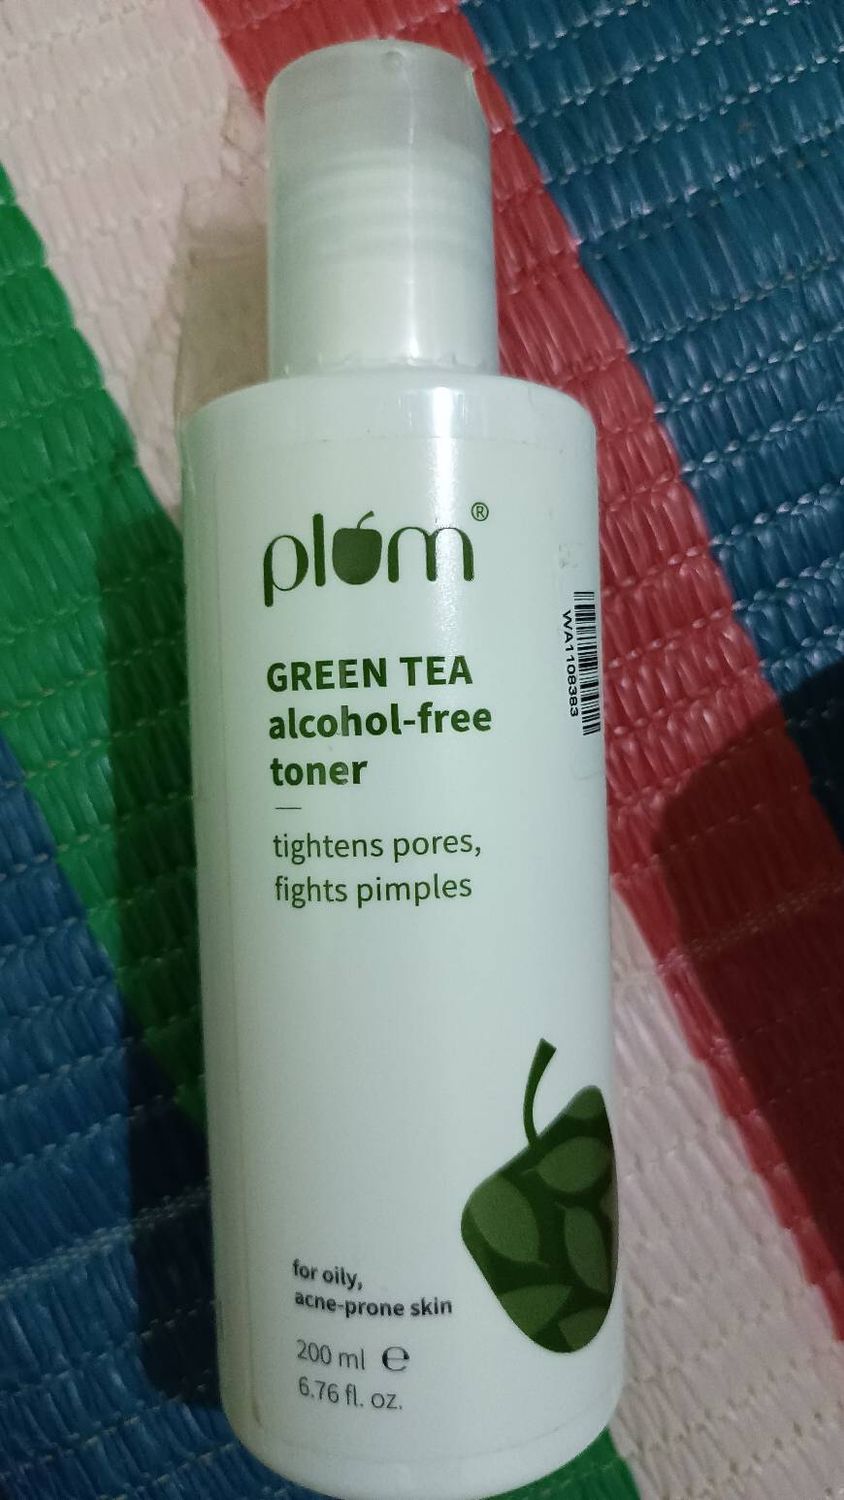 plum®
GREEN TEA
alcohol-free
toner
tightens pores,
fights pimples
WA1108383
for oily,
acne-prone skin
200 ml ℮
6.76 fl. oz.